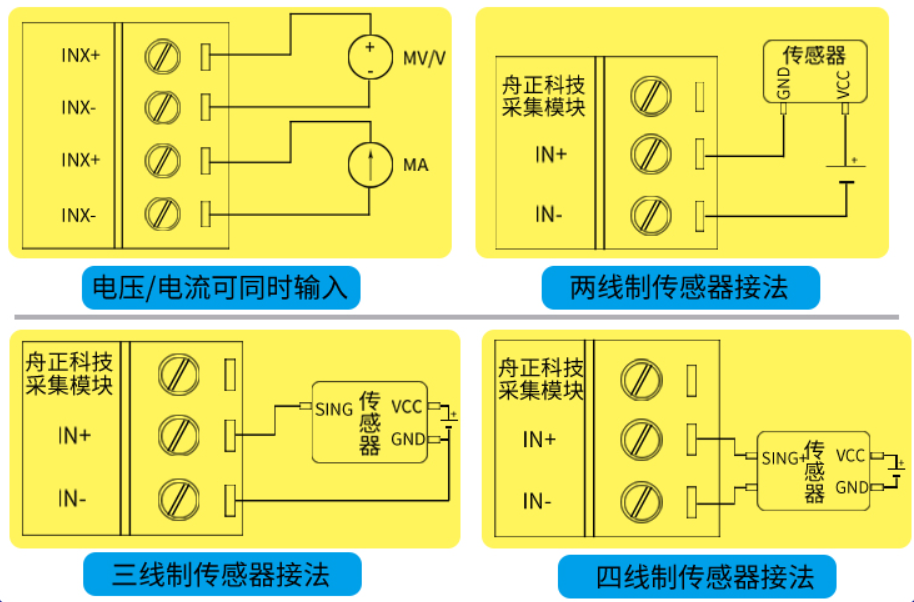 INX+
INX-
INX+
INX-
+
-
MV/V
MA
电压/电流可同时输入
舟正科技
采集模块
IN+
IN-
传感器
GND
VCC
+
两线制传感器接法
舟正科技
采集模块
IN+
IN-
SING
传感器
VCC
GND
+
三线制传感器接法
舟正科技
采集模块
IN+
IN-
SING+
传感器
VCC
GND
+
四线制传感器接法